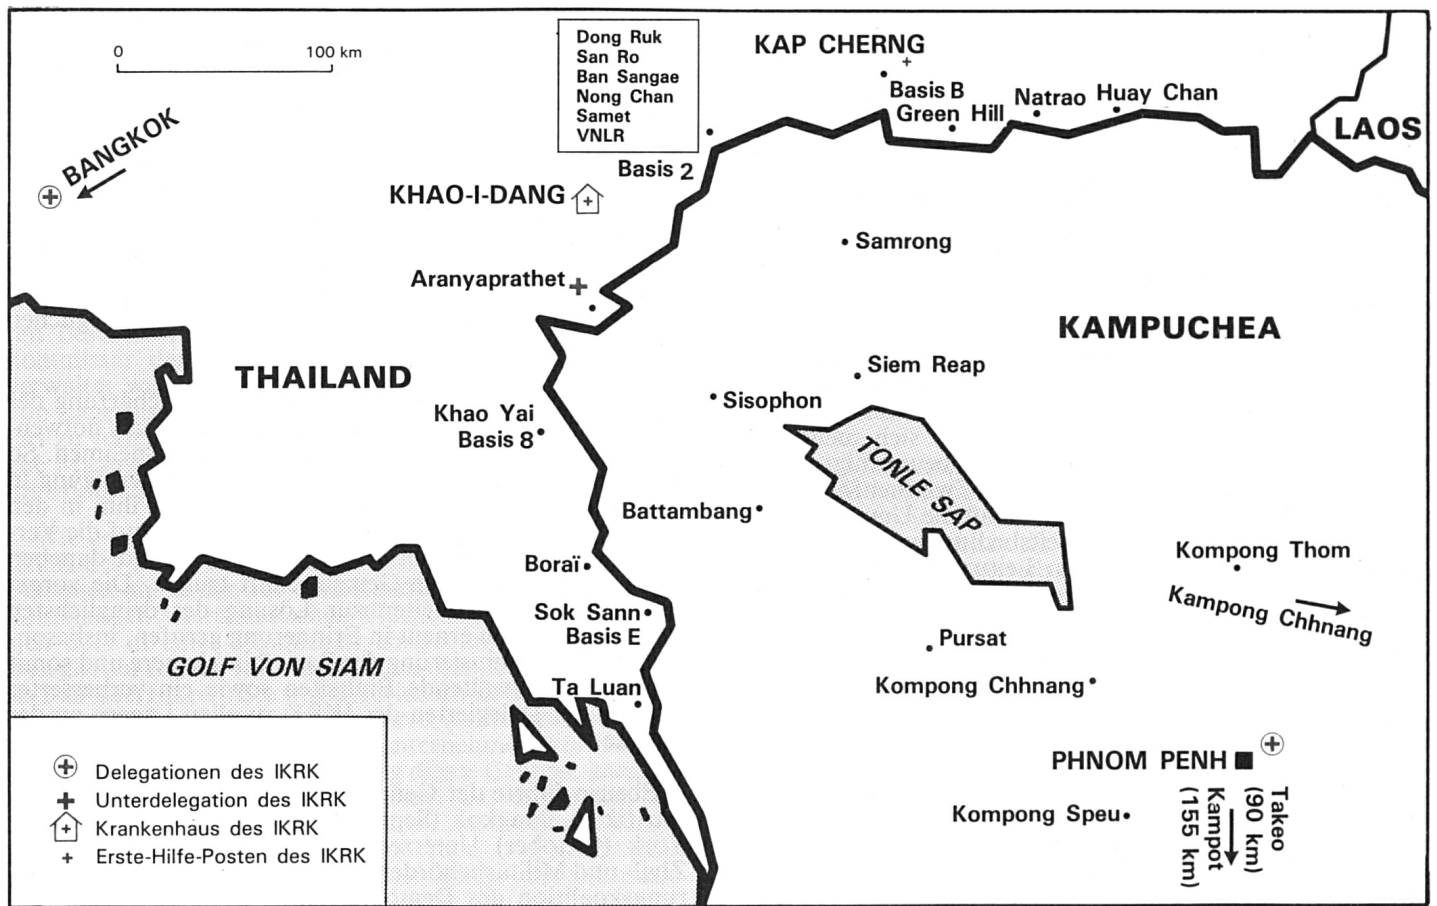 0 100 km
Dong Ruk
San Ro
Ban Sangae
Nong Chan
Samet
VNLR
KAP CHERNG
Basis B
Green Hill
Natrao
Huay Chan
LAOS
BANGKOK
Basis 2
KHAO-I-DANG
Samrong
Aranyaprathet
KAMPUCHEA
THAILAND
Siem Reap
Sisophon
Khao Yai
Basis 8
TONLE SAP
Battambang
Kompong Thom
Kampong Chhnang
Boraï
Sok Sann
Basis E
Pursat
GOLF VON SIAM
Ta Luan
Kompong Chhnang
PHNOM PENH
Takeo
(90 km)
Kampot
(155 km)
Kompong Speu
Delegationen des IKRK
Unterdelegation des IKRK
Krankenhaus des IKRK
Erste-Hilfe-Posten des IKRK